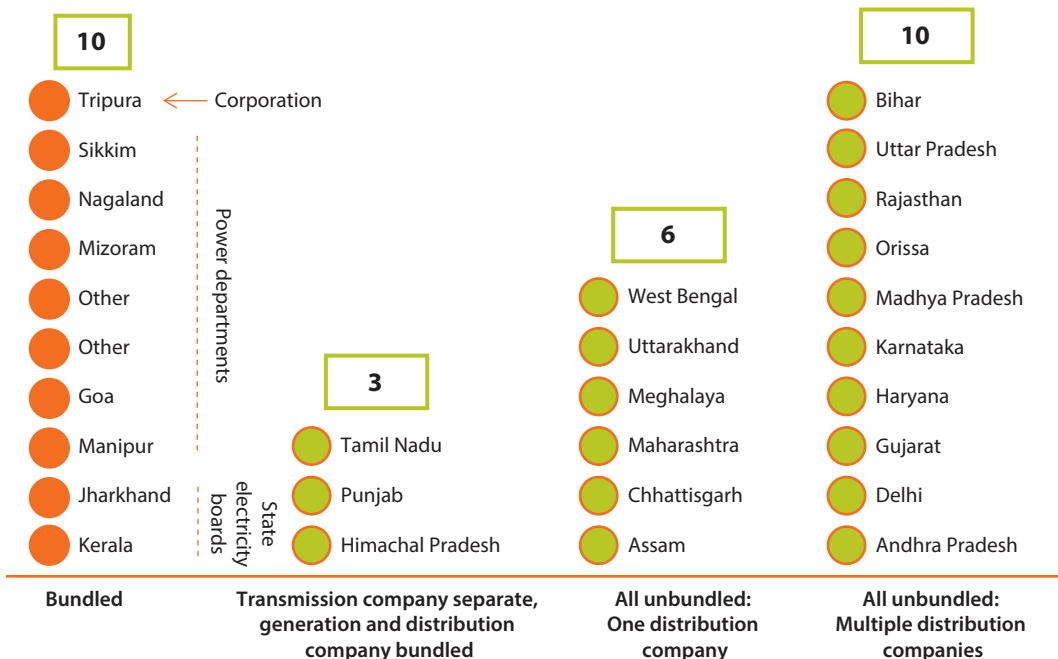 10
Tripura
Corporation
Sikkim
Nagaland
Mizoram
Other
Other
Goa
Manipur
Power departments
Jharkhand
Kerala
State
electricity
boards
Bundled
3
Tamil Nadu
Punjab
Himachal Pradesh
Transmission company separate,
generation and distribution
company bundled
6
West Bengal
Uttarakhand
Meghalaya
Maharashtra
Chhattisgarh
Assam
All unbundled:
One distribution
company
10
Bihar
Uttar Pradesh
Rajasthan
Orissa
Madhya Pradesh
Karnataka
Haryana
Gujarat
Delhi
Andhra Pradesh
All unbundled:
Multiple distribution
companies